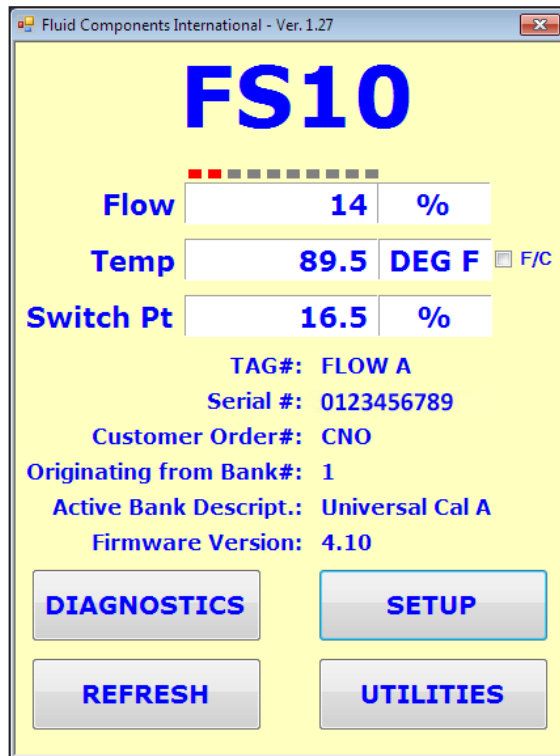 Fluid Components International - Ver. 1.27
FS10
Flow 14 %
Temp 89.5 DEG F F/C
Switch Pt 16.5 %
TAG#: FLOW A
Serial #: 0123456789
Customer Order#: CNO
Originating from Bank#: 1
Active Bank Descript.: Universal Cal A
Firmware Version: 4.10
DIAGNOSTICS SETUP
REFRESH UTILITIES